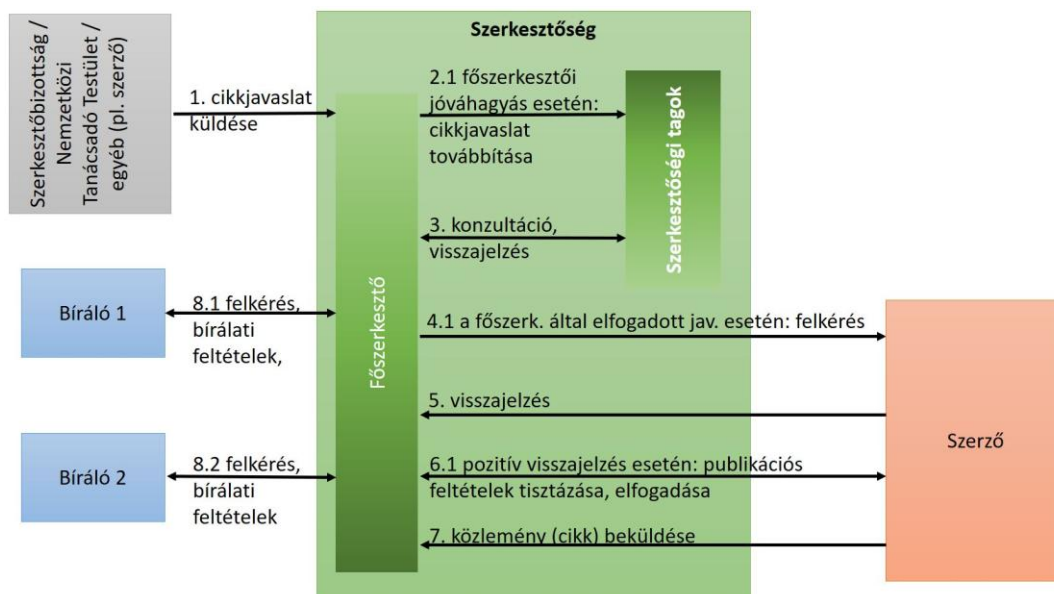 Szerkesztőség
Szerkesztőbizottság /
Nemzetközi
Tanácsadó Testület /
egyéb (pl. szerző)
1. cikkjavaslat
küldése
2.1 főszerkesztői
jóváhagyás esetén:
cikkjavaslat
továbbítása
Szerkesztőségi tagok
3. konzultáció,
visszajelzés
Főszerkesztő
Bíráló 1
8.1 felkérés,
bírálati
feltételek,
4.1 a főszerk. által elfogadott jav. esetén: felkérés
5. visszajelzés
Szerző
Bíráló 2
8.2 felkérés,
bírálati
feltételek
6.1 pozitív visszajelzés esetén: publikációs
feltételek tisztázása, elfogadása
7. közlemény (cikk) beküldése